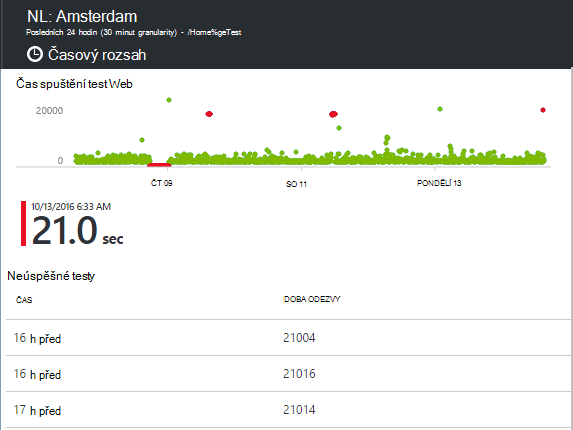 NL: Amsterdam
Posledních 24 hodin (30 minut granularity) - /Home%geTest
Časový rozsah
Čas spuštění test Web
20000
0
ČT 09 SO 11 PONDĚLÍ 13
10/13/2016 6:33 AM
21.0 sec
Neúspěšné testy
ČAS DOBA ODEZVY
16 h před 21004
16 h před 21016
17 h před 21014